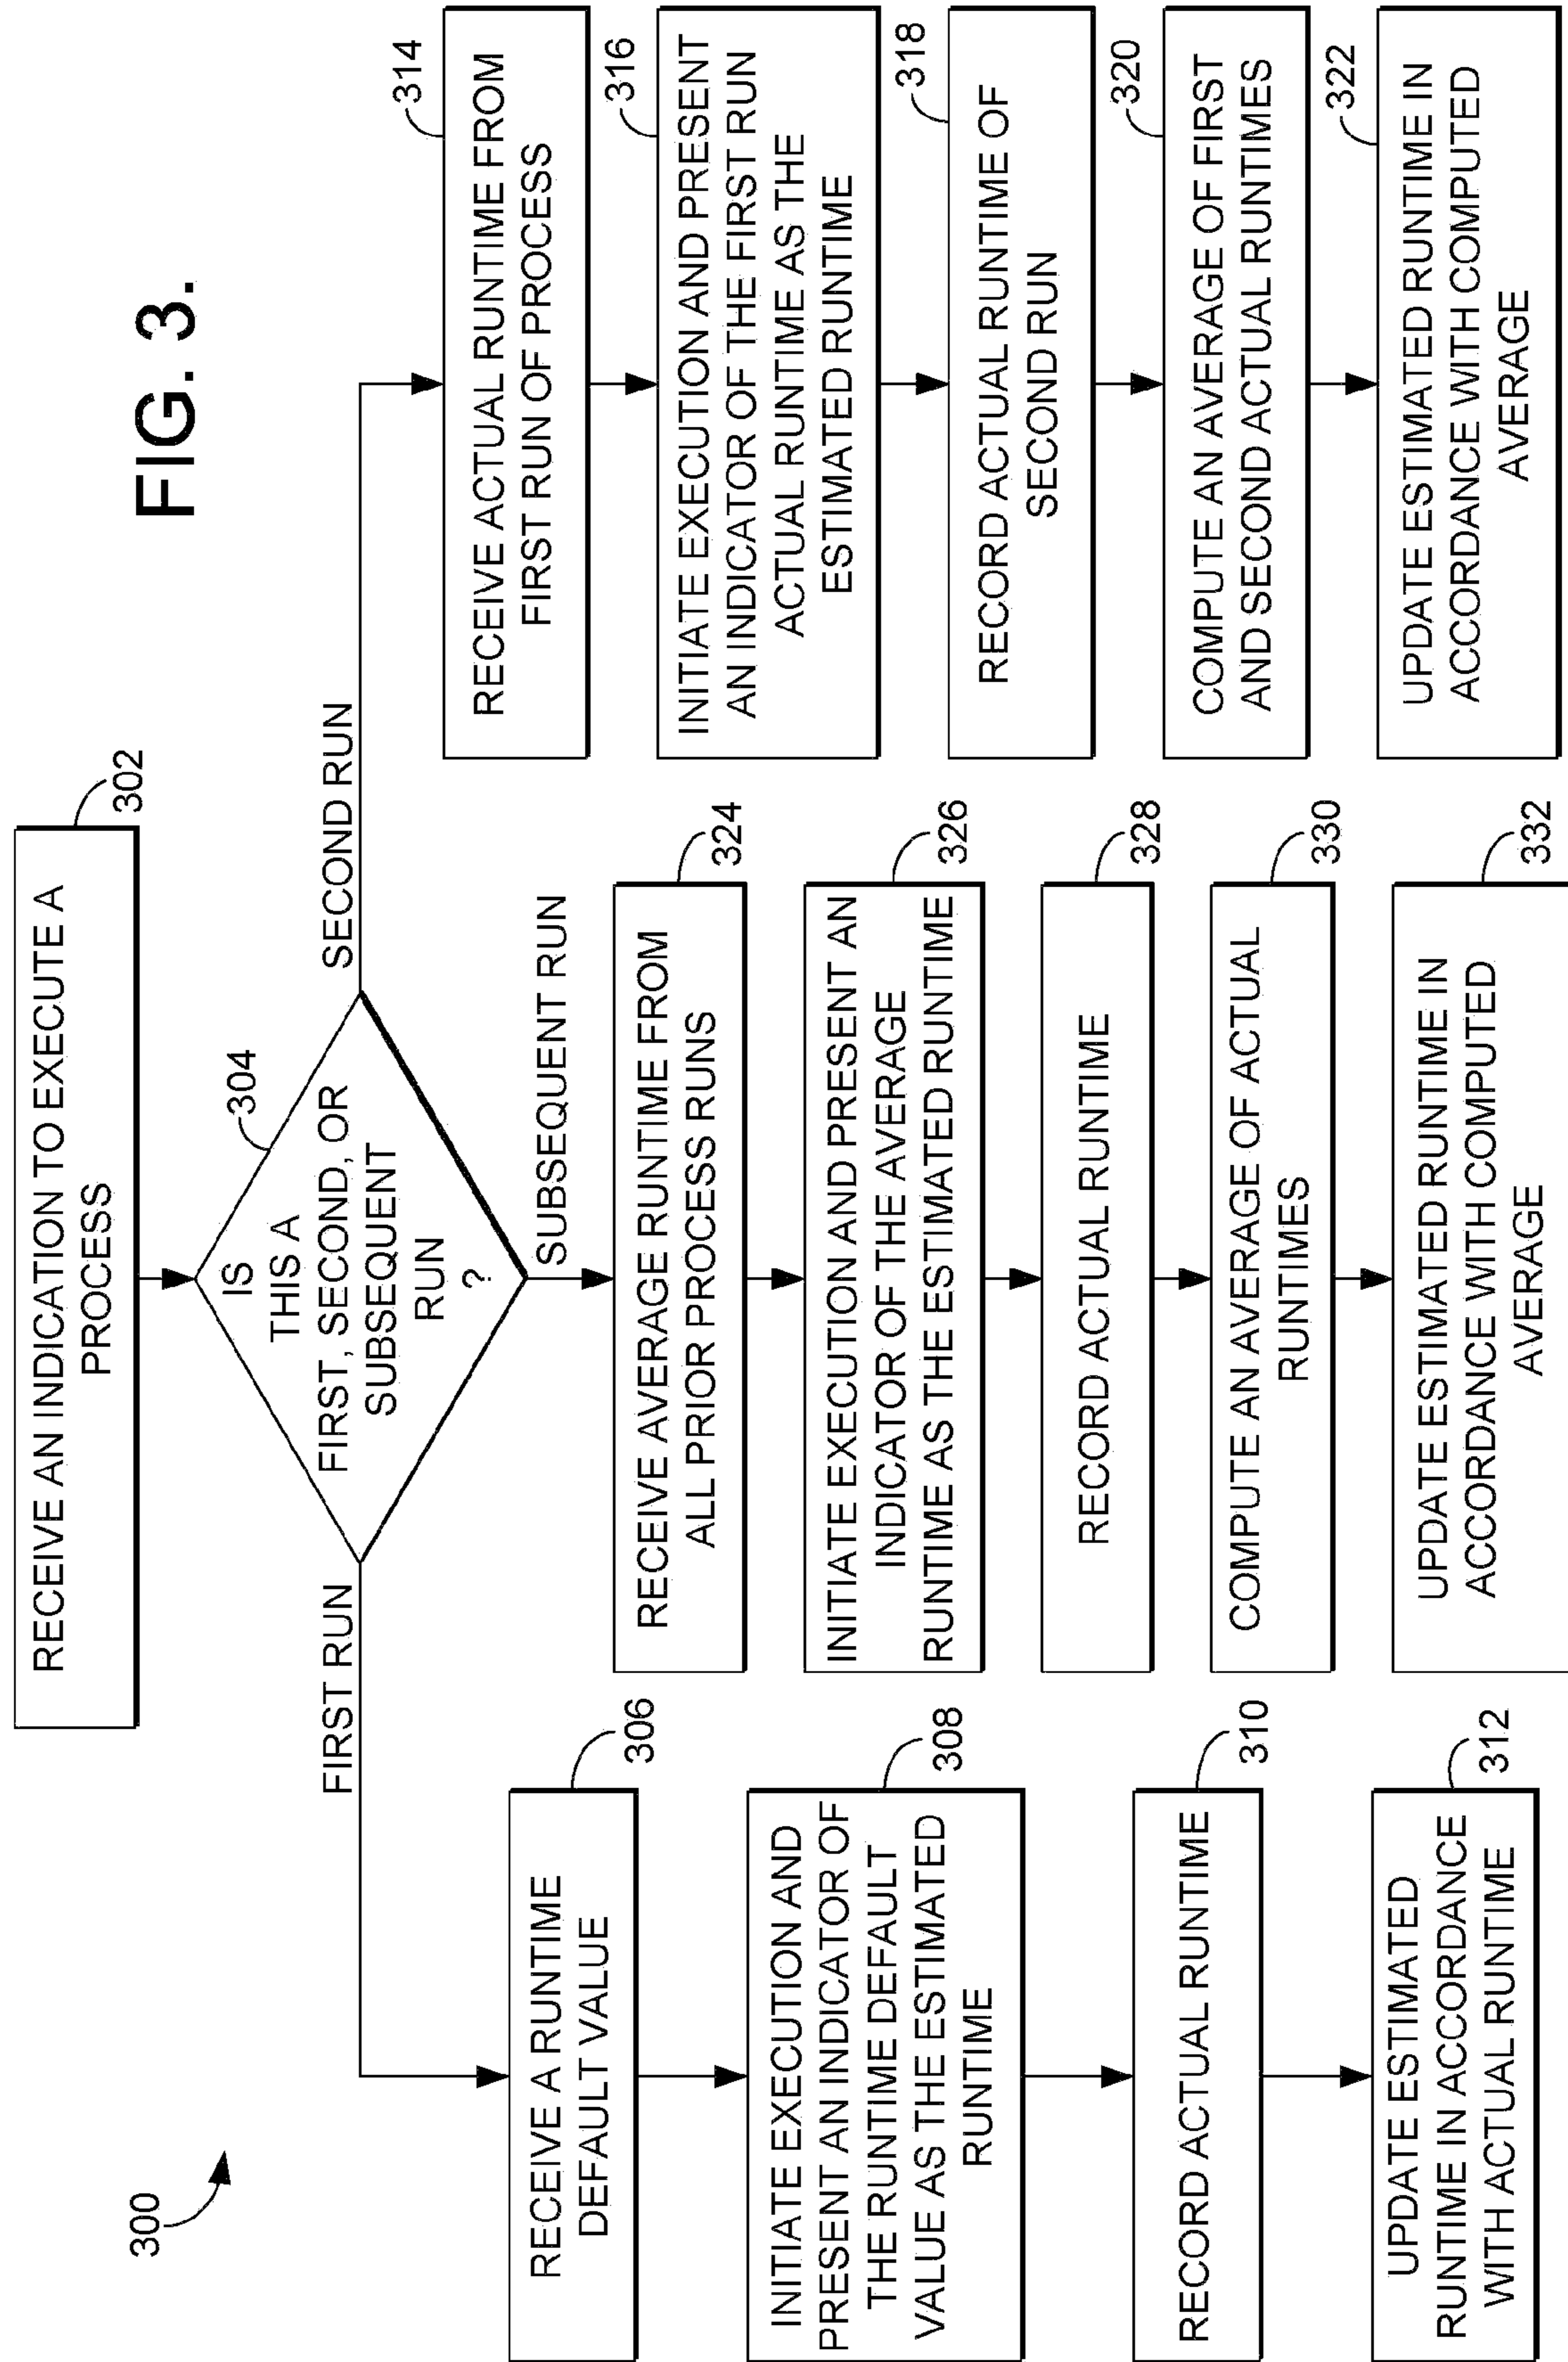 FIG. 3.
300
RECEIVE AN INDICATION TO EXECUTE A
PROCESS
302
304
IS
THIS A
FIRST, SECOND, OR
SUBSEQUENT
RUN
?
FIRST RUN
SECOND RUN
SUBSEQUENT RUN
RECEIVE A RUNTIME
DEFAULT VALUE
306
INITIATE EXECUTION AND
PRESENT AN INDICATOR OF
THE RUNTIME DEFAULT
VALUE AS THE ESTIMATED
RUNTIME
308
RECORD ACTUAL RUNTIME
310
UPDATE ESTIMATED
RUNTIME IN ACCORDANCE
WITH ACTUAL RUNTIME
312
RECEIVE AVERAGE RUNTIME FROM
ALL PRIOR PROCESS RUNS
324
INITIATE EXECUTION AND PRESENT AN
INDICATOR OF THE AVERAGE
RUNTIME AS THE ESTIMATED RUNTIME
326
RECORD ACTUAL RUNTIME
328
COMPUTE AN AVERAGE OF ACTUAL
RUNTIMES
330
UPDATE ESTIMATED RUNTIME IN
ACCORDANCE WITH COMPUTED
AVERAGE
332
RECEIVE ACTUAL RUNTIME FROM
FIRST RUN OF PROCESS
314
INITIATE EXECUTION AND PRESENT
AN INDICATOR OF THE FIRST RUN
ACTUAL RUNTIME AS THE
ESTIMATED RUNTIME
316
RECORD ACTUAL RUNTIME OF
SECOND RUN
318
COMPUTE AN AVERAGE OF FIRST
AND SECOND ACTUAL RUNTIMES
320
UPDATE ESTIMATED RUNTIME IN
ACCORDANCE WITH COMPUTED
AVERAGE
322